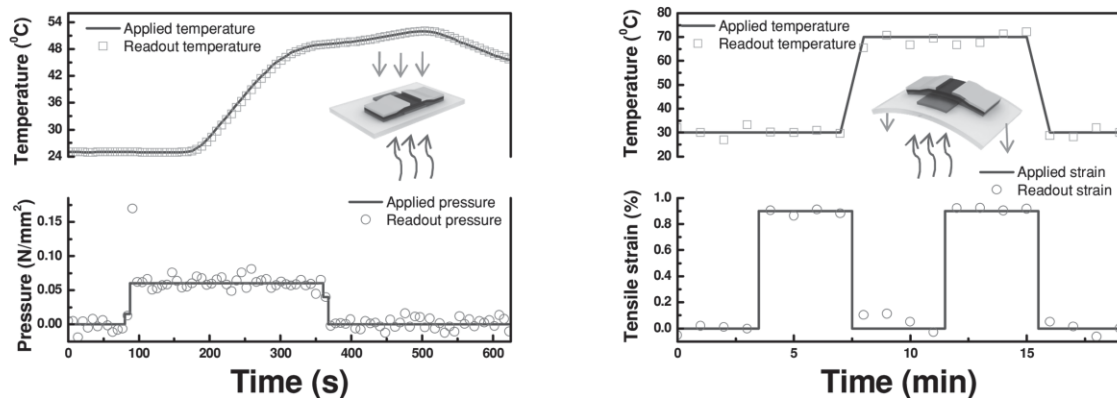 Temperature (⁰C)
54
48
42
36
30
24
Applied temperature
Readout temperature
Pressure (N/mm²)
0.15
0.10
0.05
0.00
Applied pressure
Readout pressure
0 100 200 300 400 500 600
Time (s)
Temperature (⁰C)
80
70
60
50
40
30
20
Applied temperature
Readout temperature
Tensile strain (%)
1.0
0.8
0.6
0.4
0.2
0.0
Applied strain
Readout strain
0 5 10 15
Time (min)